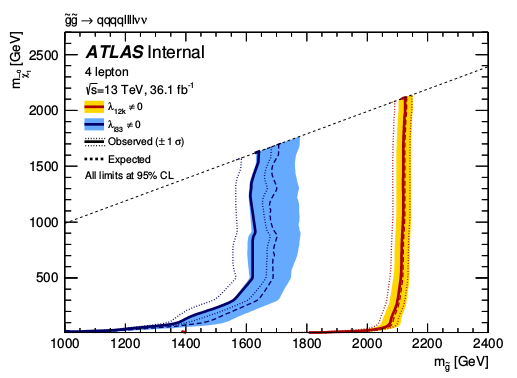 g̃g̃ → qqqqllllνν
m_χ̃₁⁰ [GeV]
2500
2000
1500
1000
500
ATLAS Internal
4 lepton
√s=13 TeV, 36.1 fb⁻¹
λ₁₂ₖ ≠ 0
λᵢ₃₃ ≠ 0
Observed (± 1 σ)
Expected
All limits at 95% CL
1000 1200 1400 1600 1800 2000 2200 2400
m_g̃ [GeV]